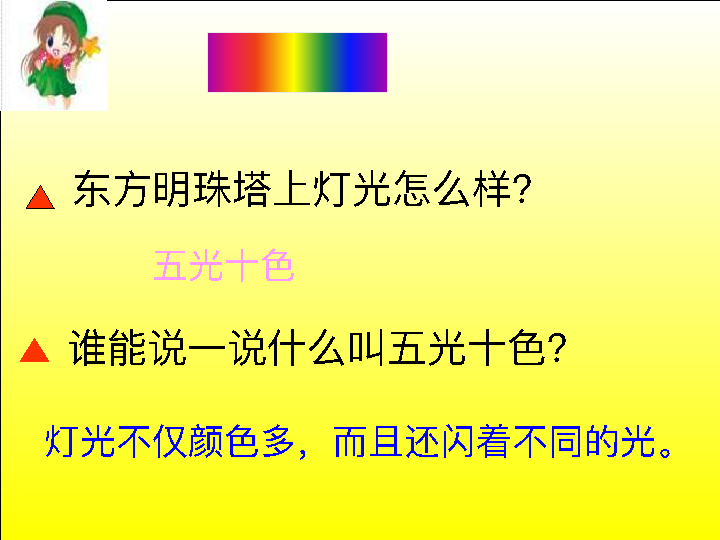 东方明珠塔上灯光怎么样?
五光十色
谁能说一说什么叫五光十色?
灯光不仅颜色多，而且还闪着不同的光。